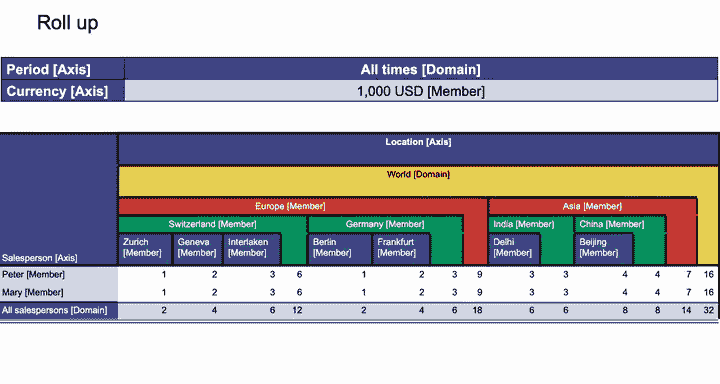 Roll up
Period [Axis] All times [Domain]
Currency [Axis] 1,000 USD [Member]
Location [Axis]
World [Domain]
Europe [Member] Asia [Member]
Switzerland [Member] Germany [Member] India [Member] China [Member]
Salesperson [Axis] Zurich [Member] Geneva [Member] Interlaken [Member] Berlin [Member] Frankfurt [Member] Delhi [Member] Beijing [Member]
Peter [Member] 1 2 3 6 1 2 3 9 3 3 4 4 7 16
Mary [Member] 1 2 3 6 1 2 3 9 3 3 4 4 7 16
All salespersons [Domain] 2 4 6 12 2 4 6 18 6 6 8 8 14 32